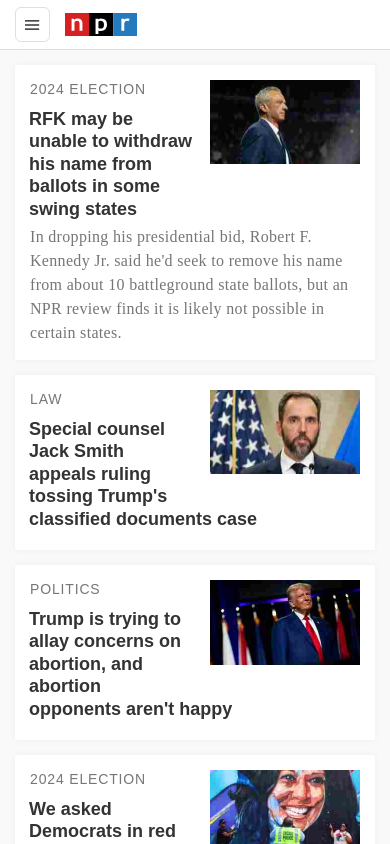 npr
2024 ELECTION
RFK may be
unable to withdraw
his name from
ballots in some
swing states
In dropping his presidential bid, Robert F.
Kennedy Jr. said he'd seek to remove his name
from about 10 battleground state ballots, but an
NPR review finds it is likely not possible in
certain states.
LAW
Special counsel
Jack Smith
appeals ruling
tossing Trump's
classified documents case
POLITICS
Trump is trying to
allay concerns on
abortion, and
abortion
opponents aren't happy
2024 ELECTION
We asked
Democrats in red